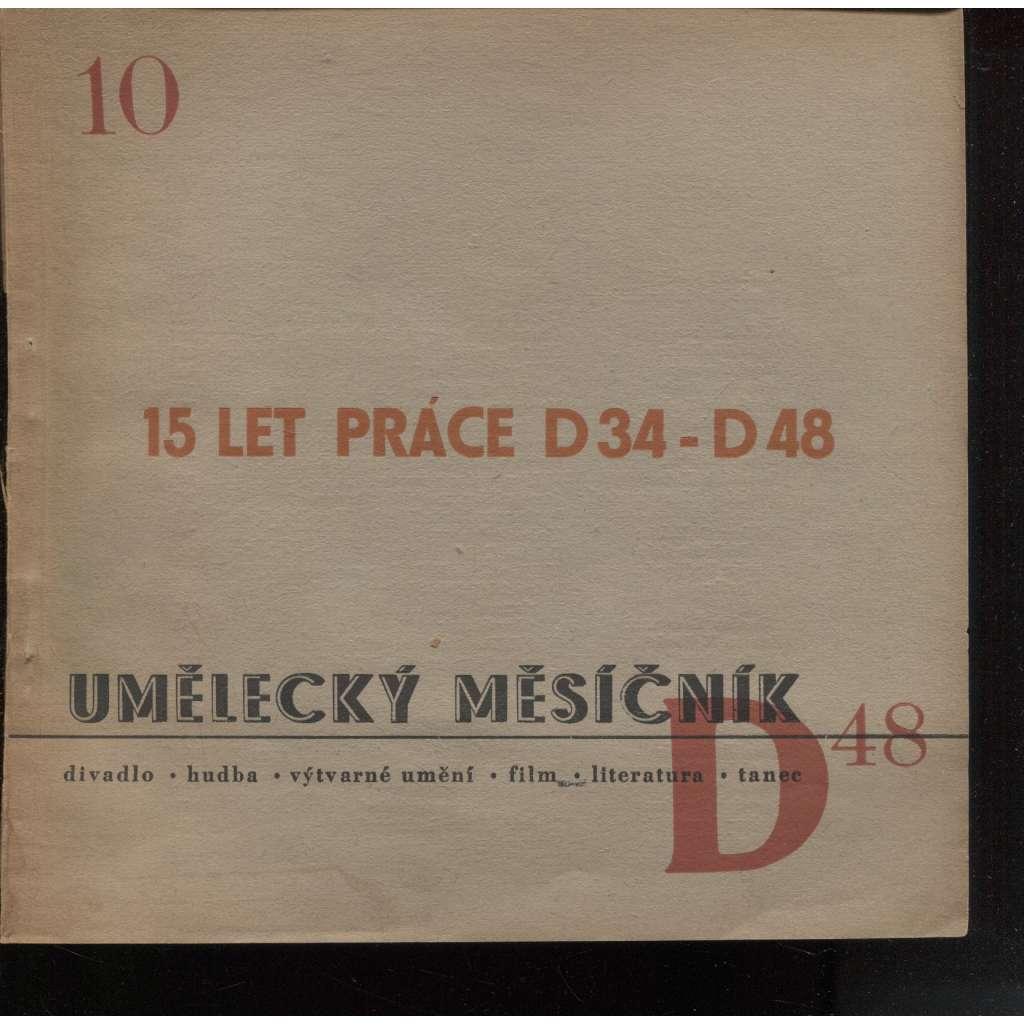 10
15 LET PRÁCE D34-D48
UMĚLECKÝ MĚSÍČNÍK
D48
divadlo • hudba • výtvarné umění • film • literatura • tanec